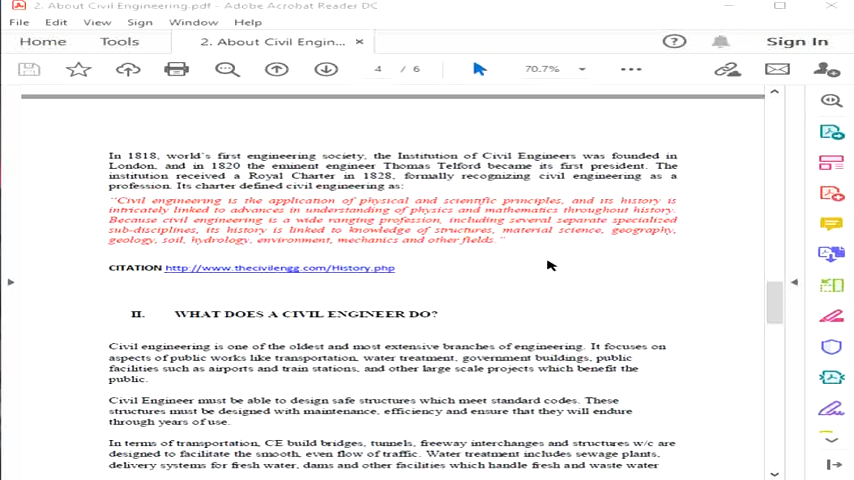 2. About Civil Engineering.pdf - Adobe Acrobat Reader DC
File Edit View Sign Window Help
Home Tools 2. About Civil Engin... × Sign In
4 / 6 70.7%
In 1818, world's first engineering society, the Institution of Civil Engineers was founded in
London, and in 1820 the eminent engineer Thomas Telford became its first president. The
institution received a Royal Charter in 1828, formally recognizing civil engineering as a
profession. Its charter defined civil engineering as:
"Civil engineering is the application of physical and scientific principles, and its history is
intricately linked to advances in understanding of physics and mathematics throughout history.
Because civil engineering is a wide ranging profession, including several separate specialized
sub-disciplines, its history is linked to knowledge of structures, material science, geography,
geology, soil, hydrology, environment, mechanics and other fields."
CITATION http://www.thecivilengg.com/History.php
II. WHAT DOES A CIVIL ENGINEER DO?
Civil engineering is one of the oldest and most extensive branches of engineering. It focuses on
aspects of public works like transportation, water treatment, government buildings, public
facilities such as airports and train stations, and other large scale projects which benefit the
public.
Civil Engineer must be able to design safe structures which meet standard codes. These
structures must be designed with maintenance, efficiency and ensure that they will endure
through years of use.
In terms of transportation, CE build bridges, tunnels, freeway interchanges and structures w/c are
designed to facilitate the smooth, even flow of traffic. Water treatment includes sewage plants,
delivery systems for fresh water, dams and other facilities which handle fresh and waste water